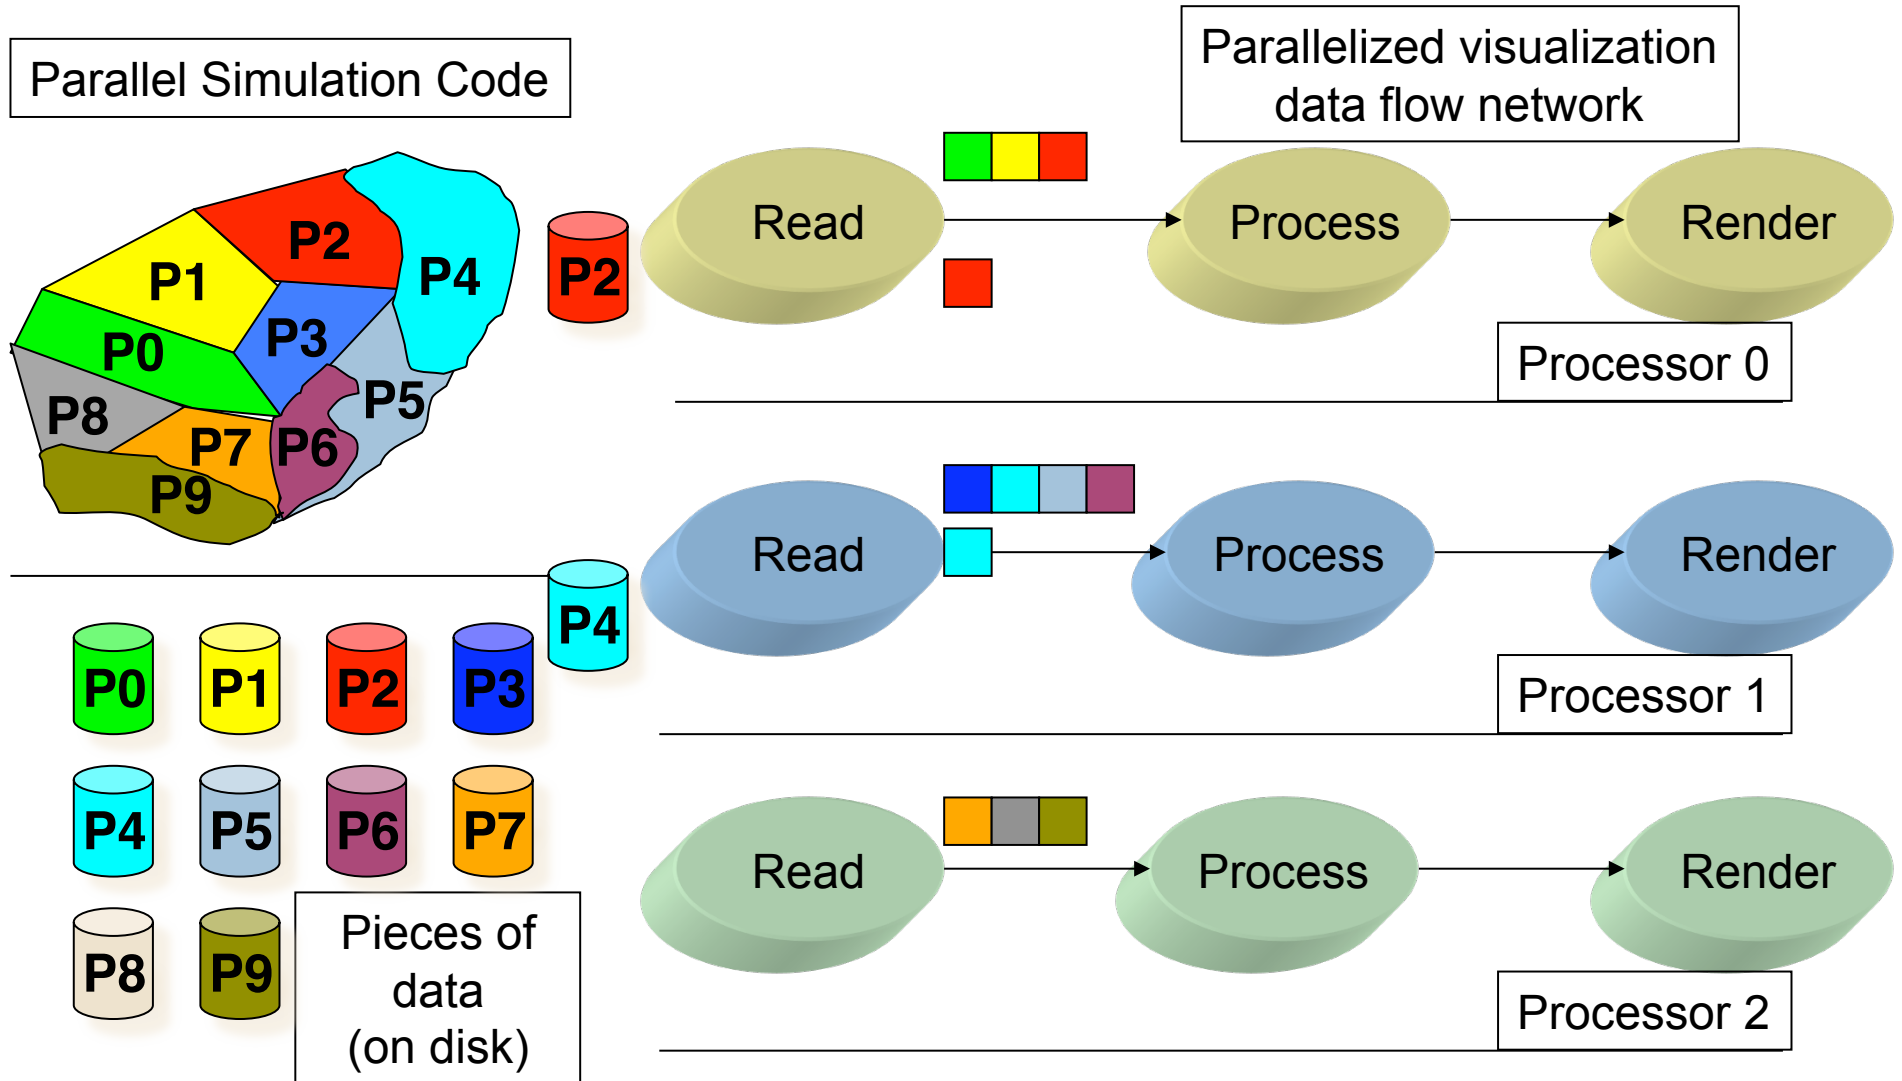 Parallel Simulation Code
P2
P4
P1
P3
P0
P5
P8
P7
P6
P9
P2
P4
P0
P1
P2
P3
P4
P5
P6
P7
P8
P9
Pieces of
data
(on disk)
Parallelized visualization
data flow network
Read
Process
Render
Processor 0
Read
Process
Render
Processor 1
Read
Process
Render
Processor 2